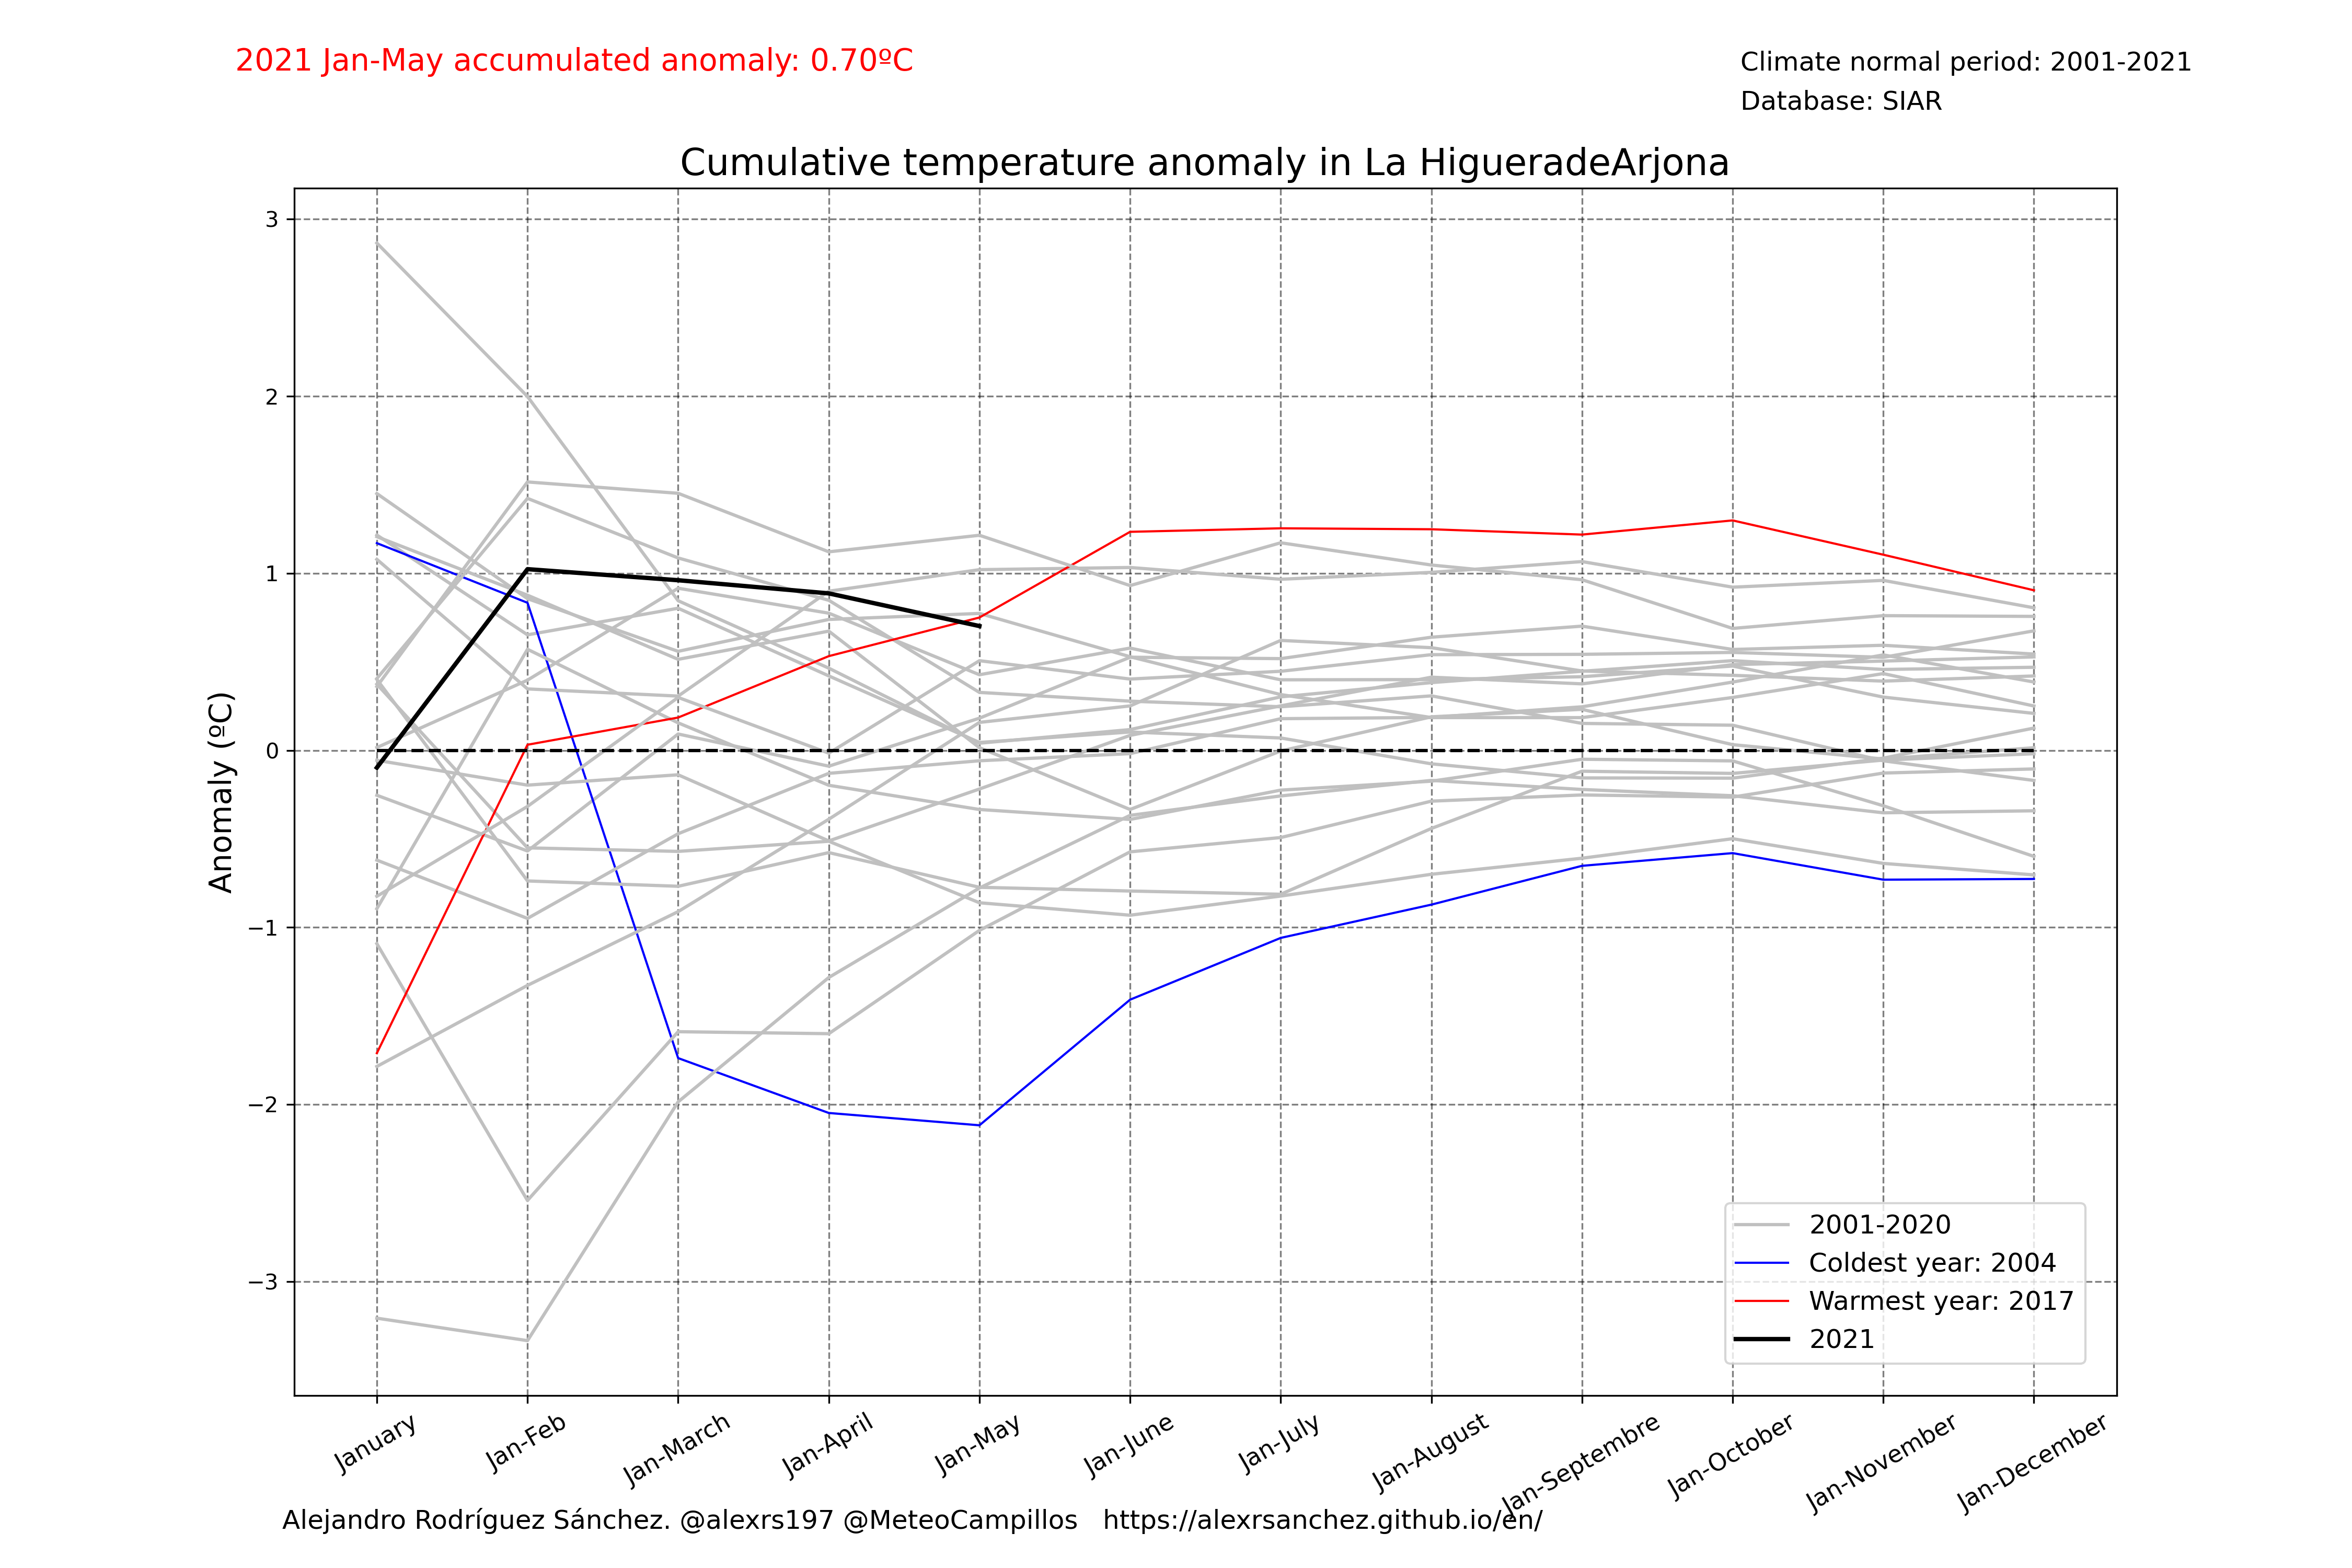 2021 Jan-May accumulated anomaly: 0.70ºC
Climate normal period: 2001-2021
Database: SIAR
Cumulative temperature anomaly in La HigueradeArjona
Anomaly (ºC)
3
2
1
0
−1
−2
−3
2001-2020
Coldest year: 2004
Warmest year: 2017
2021
January
Jan-Feb
Jan-March
Jan-April
Jan-May
Jan-June
Jan-July
Jan-August
Jan-Septembre
Jan-October
Jan-November
Jan-December
Alejandro Rodríguez Sánchez. @alexrs197 @MeteoCampillos   https://alexrsanchez.github.io/en/